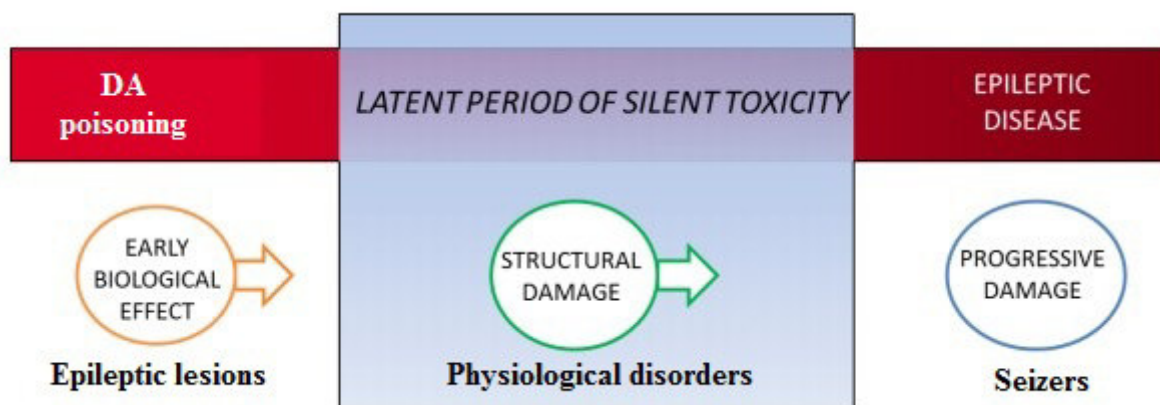 DA
poisoning
LATENT PERIOD OF SILENT TOXICITY
EPILEPTIC
DISEASE
EARLY
BIOLOGICAL
EFFECT
STRUCTURAL
DAMAGE
PROGRESSIVE
DAMAGE
Epileptic lesions
Physiological disorders
Seizers